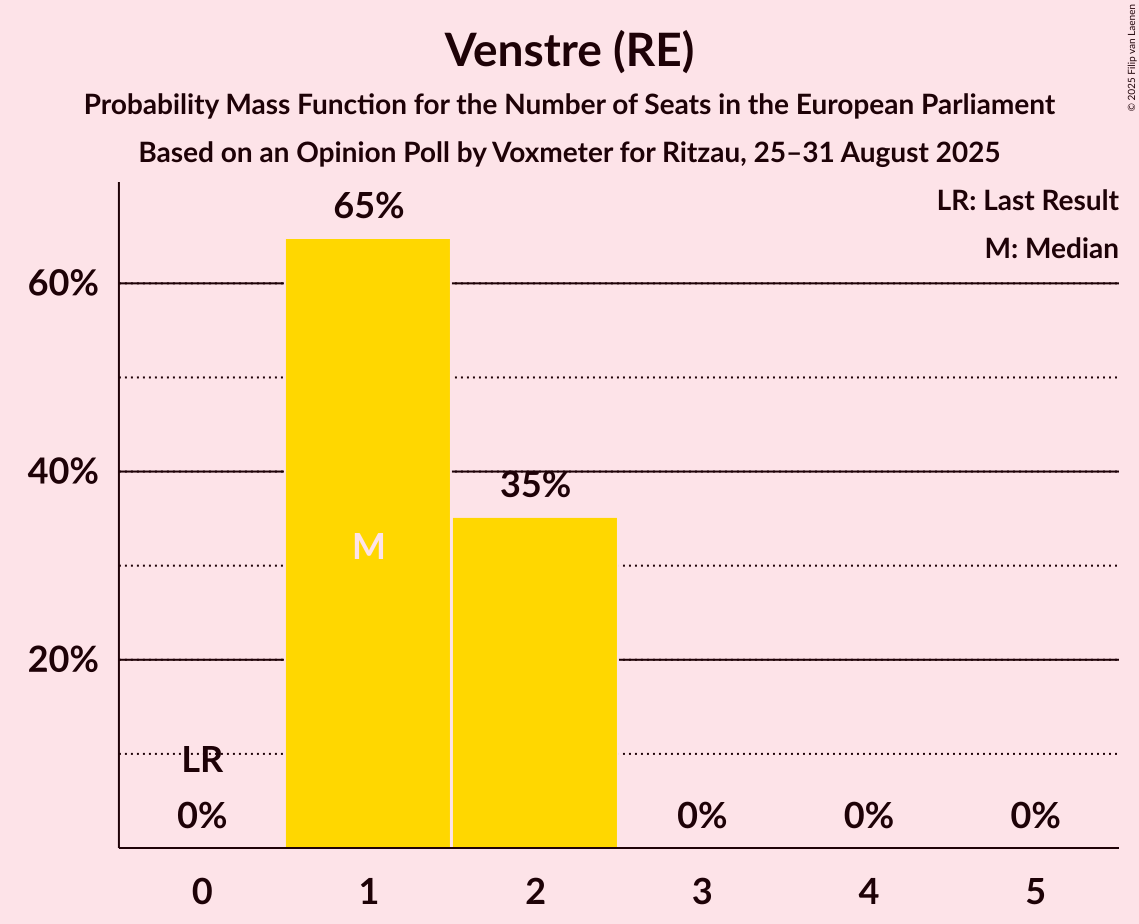 Venstre (RE)
Probability Mass Function for the Number of Seats in the European Parliament
Based on an Opinion Poll by Voxmeter for Ritzau, 25–31 August 2025
© 2025 Filip van Laenen
LR: Last Result
M: Median
65%
60%
40%
35%
M
20%
LR
0%
0%
0%
0%
0
1
2
3
4
5